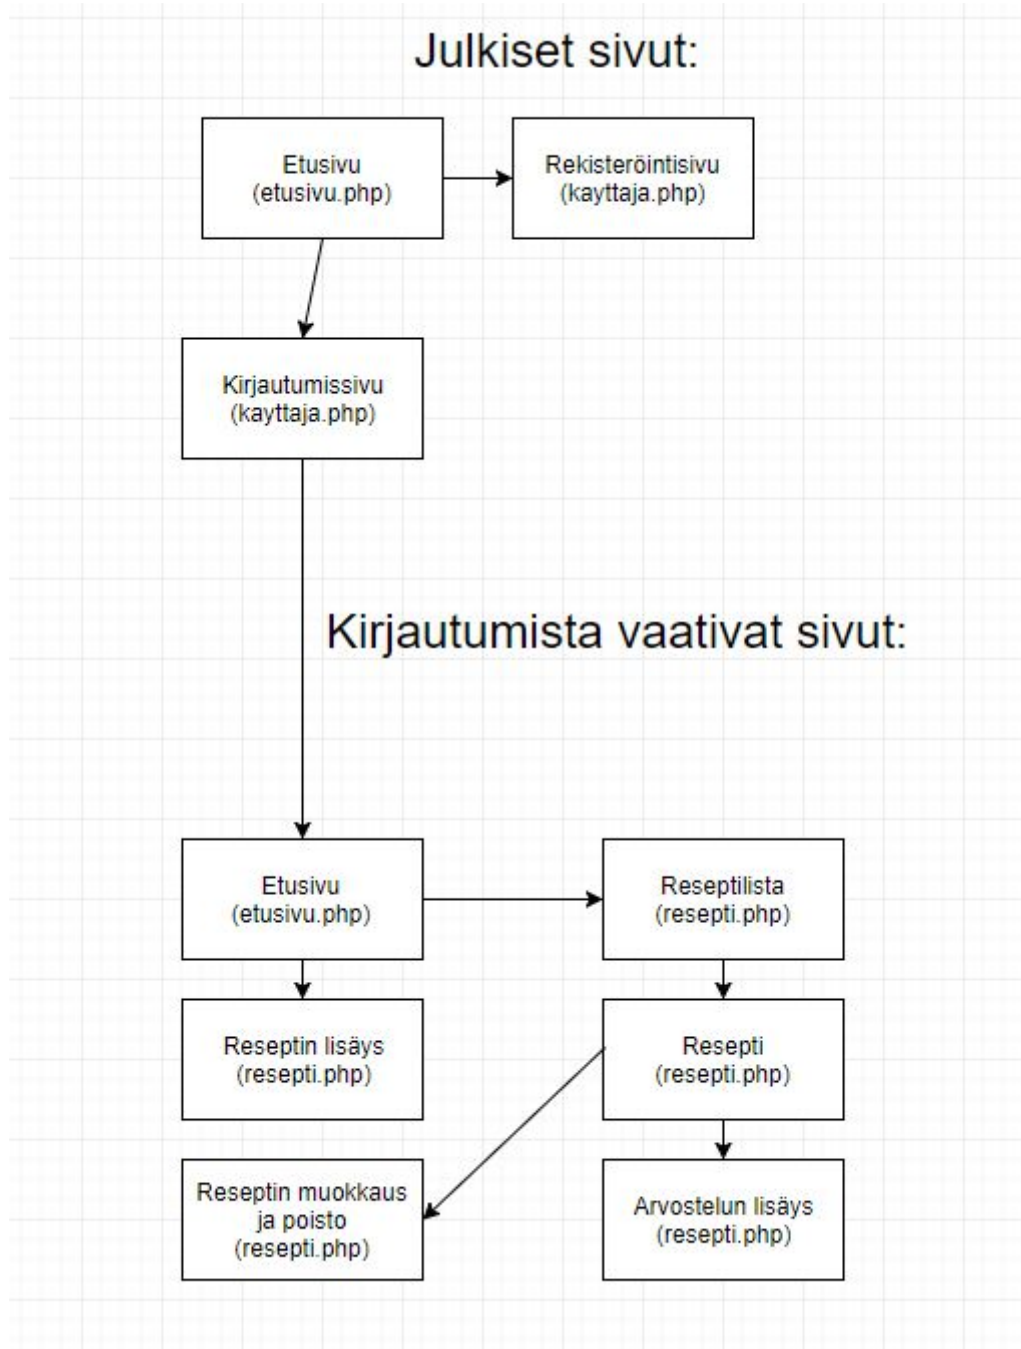 Julkiset sivut:
Etusivu
(etusivu.php)
Rekisteröintisivu
(kayttaja.php)
Kirjautumissivu
(kayttaja.php)
Kirjautumista vaativat sivut:
Etusivu
(etusivu.php)
Reseptilista
(resepti.php)
Reseptin lisäys
(resepti.php)
Resepti
(resepti.php)
Reseptin muokkaus
ja poisto
(resepti.php)
Arvostelun lisäys
(resepti.php)